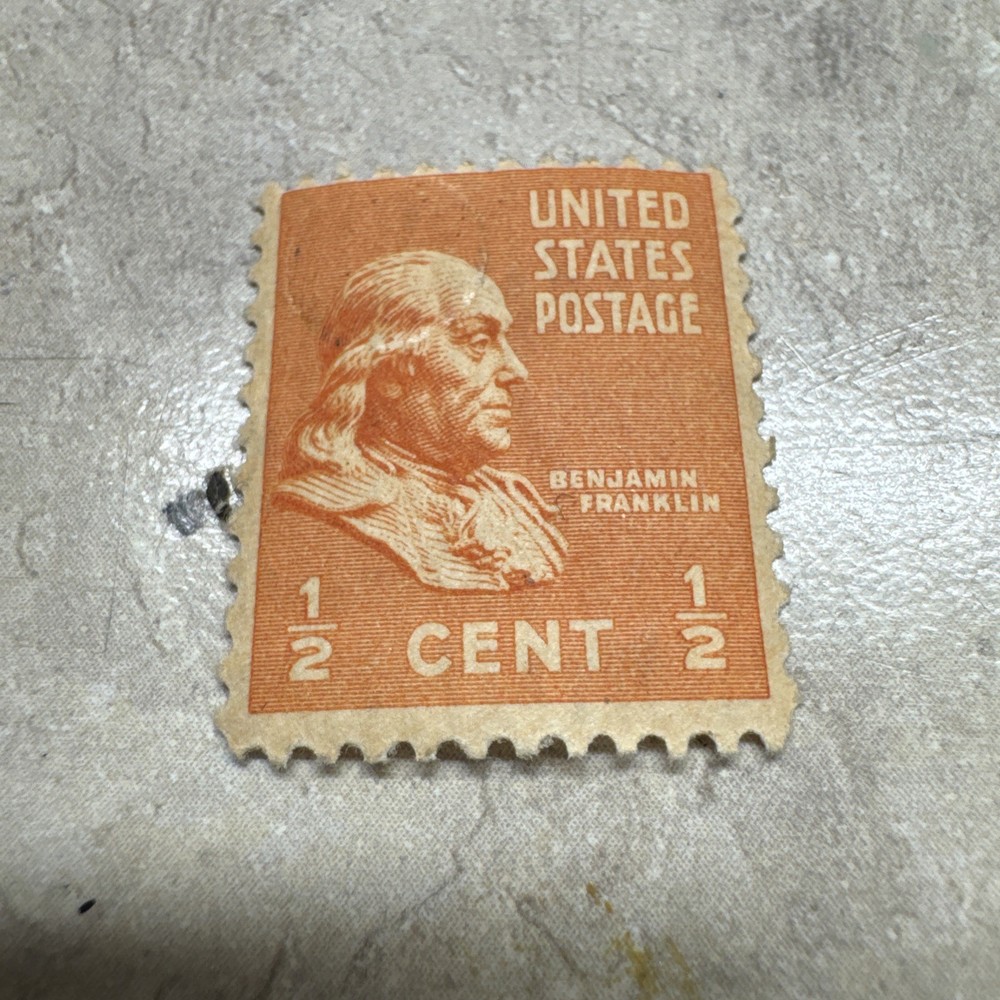 UNITED
STATES
POSTAGE
BENJAMIN
FRANKLIN
1/2 CENT 1/2